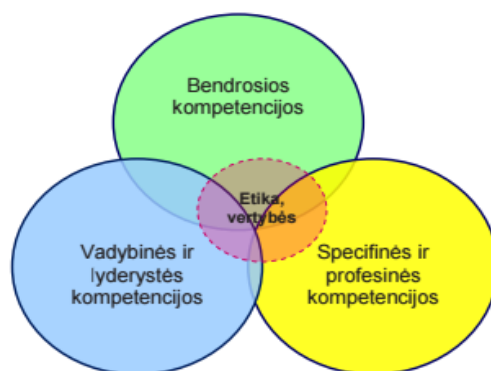 Bendrosios
kompetencijos
Etika,
vertybės
Vadybinės ir
lyderystės
kompetencijos
Specifinės ir
profesinės
kompetencijos